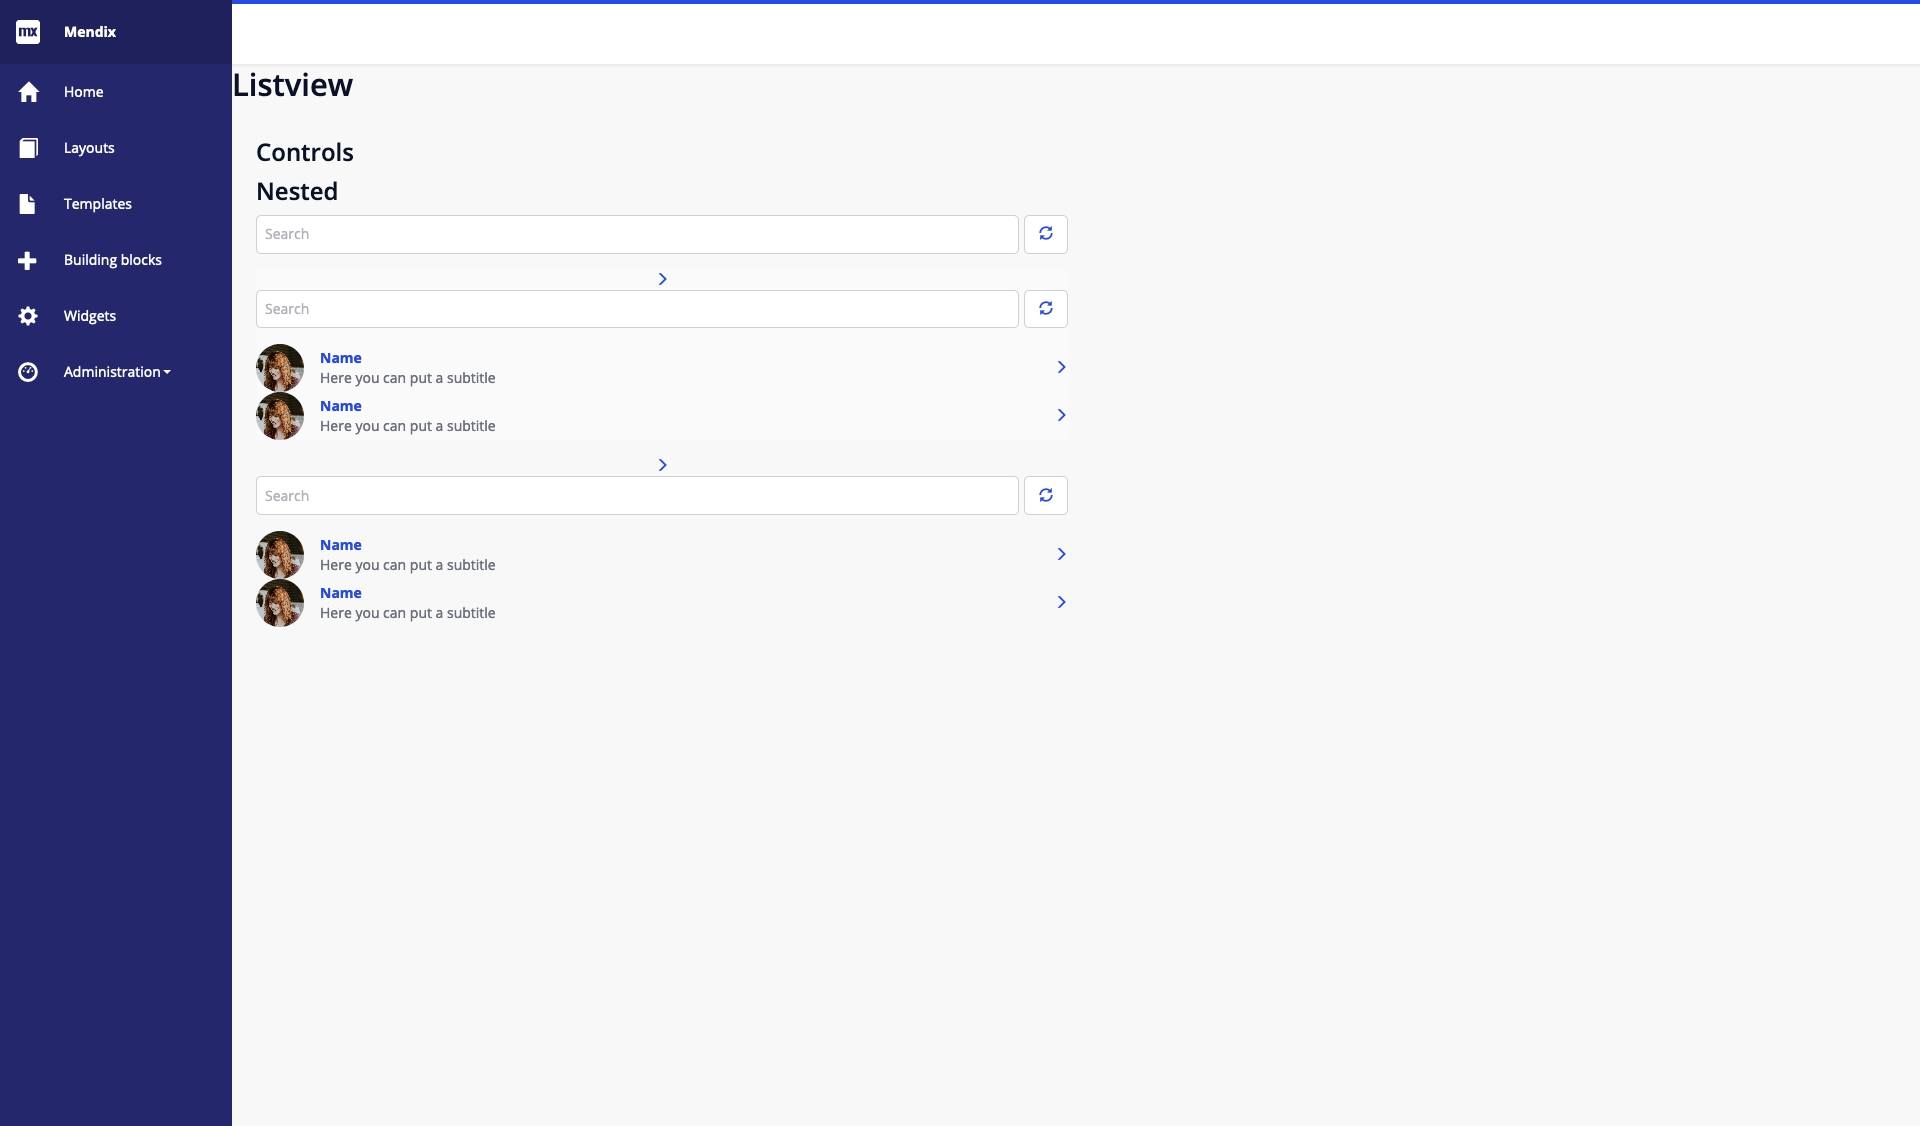 mx Mendix
Home
Layouts
Templates
Building blocks
Widgets
Administration
Listview
Controls
Nested
Search
Search
Name
Here you can put a subtitle
Name
Here you can put a subtitle
Search
Name
Here you can put a subtitle
Name
Here you can put a subtitle